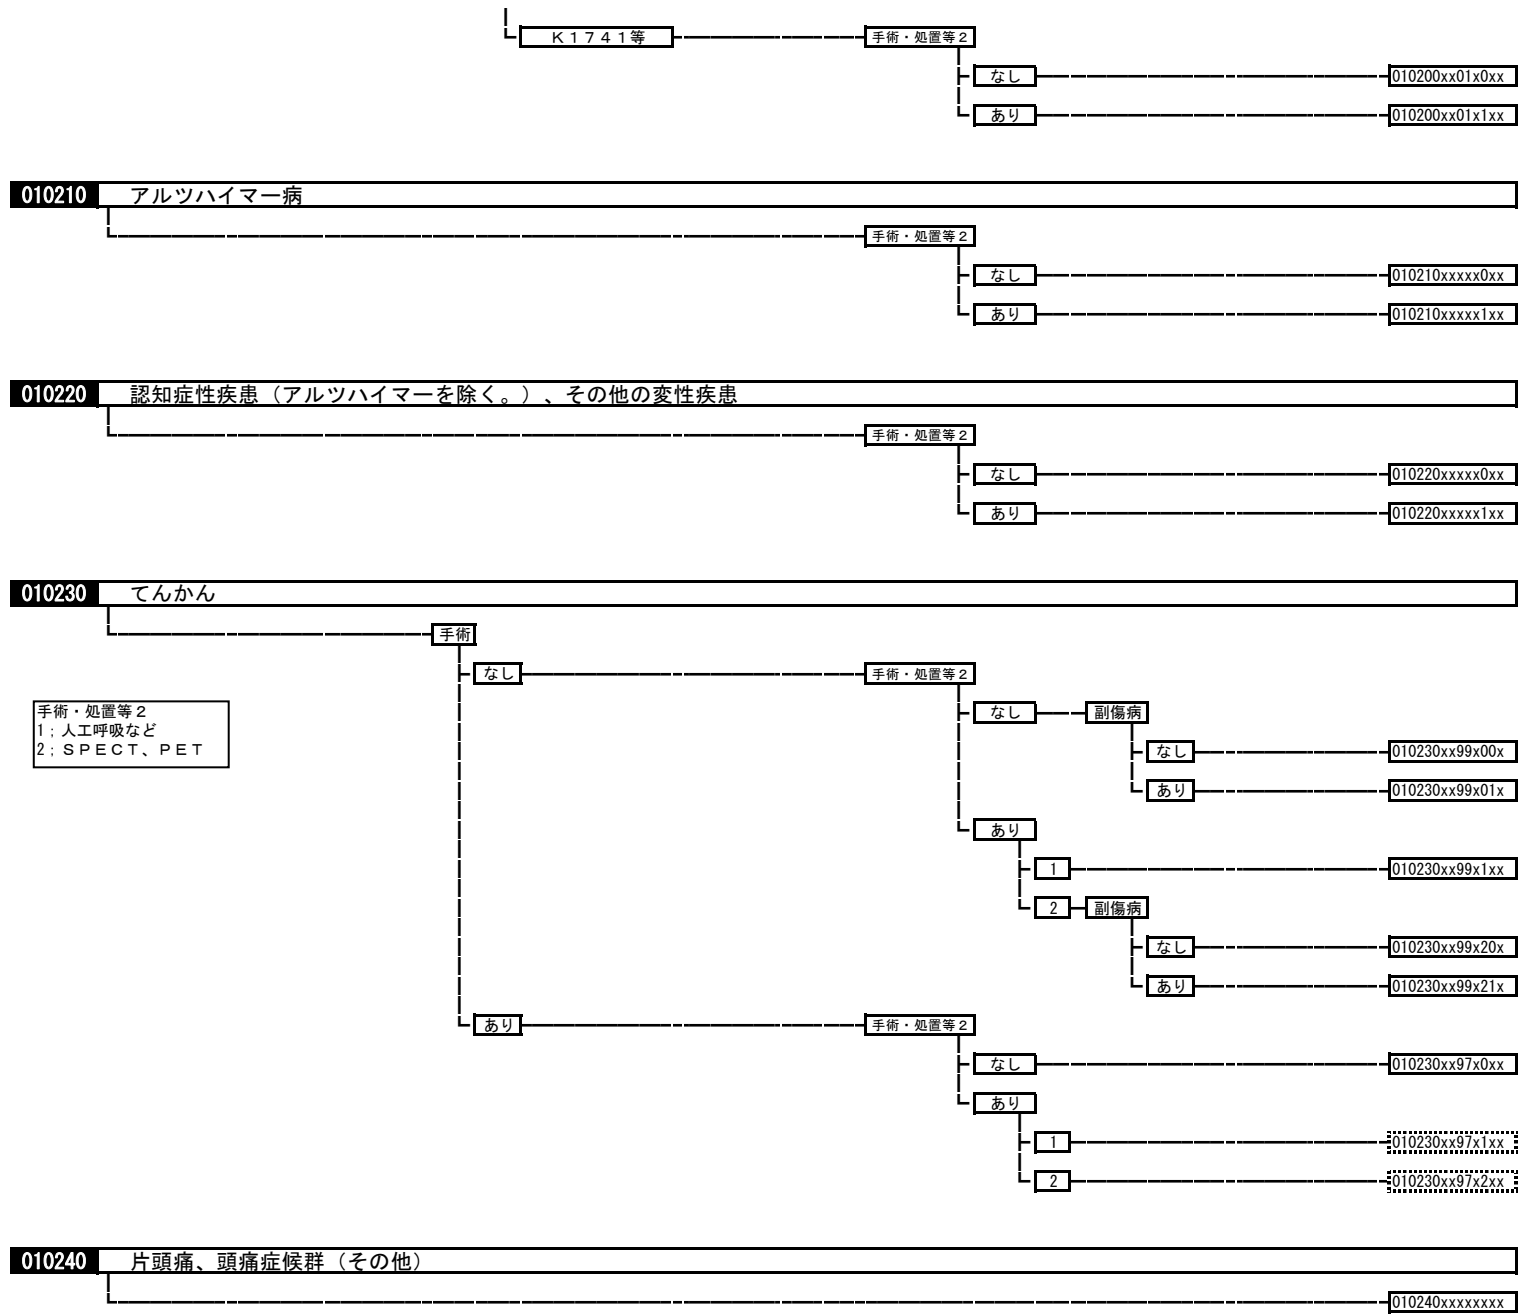 Ｋ１７４１等 手術・処置等２
なし 010200xx01x0xx
あり 010200xx01x1xx
010210 アルツハイマー病
手術・処置等２
なし 010210xxxxx0xx
あり 010210xxxxx1xx
010220 認知症性疾患（アルツハイマーを除く。）、その他の変性疾患
手術・処置等２
なし 010220xxxxx0xx
あり 010220xxxxx1xx
010230 てんかん
手術
なし 手術・処置等２
手術・処置等２
1；人工呼吸など
2；ＳＰＥＣＴ、ＰＥＴ
なし 副傷病
なし 010230xx99x00x
あり 010230xx99x01x
あり
1 010230xx99x1xx
2 副傷病
なし 010230xx99x20x
あり 010230xx99x21x
あり 手術・処置等２
なし 010230xx97x0xx
あり
1 010230xx97x1xx
2 010230xx97x2xx
010240 片頭痛、頭痛症候群（その他）
010240xxxxxxxx